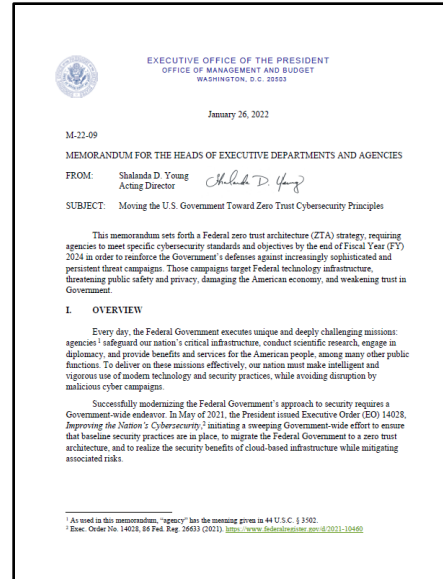 EXECUTIVE OFFICE OF THE PRESIDENT
OFFICE OF MANAGEMENT AND BUDGET
WASHINGTON, D.C. 20503
January 26, 2022
M-22-09
MEMORANDUM FOR THE HEADS OF EXECUTIVE DEPARTMENTS AND AGENCIES
FROM: Shalanda D. Young Shalanda D. Young
Acting Director
SUBJECT: Moving the U.S. Government Toward Zero Trust Cybersecurity Principles
This memorandum sets forth a Federal zero trust architecture (ZTA) strategy, requiring
agencies to meet specific cybersecurity standards and objectives by the end of Fiscal Year (FY)
2024 in order to reinforce the Government's defenses against increasingly sophisticated and
persistent threat campaigns. Those campaigns target Federal technology infrastructure,
threatening public safety and privacy, damaging the American economy, and weakening trust in
Government.
I. OVERVIEW
Every day, the Federal Government executes unique and deeply challenging missions:
agencies¹ safeguard our nation's critical infrastructure, conduct scientific research, engage in
diplomacy, and provide benefits and services for the American people, among many other public
functions. To deliver on these missions effectively, our nation must make intelligent and
vigorous use of modern technology and security practices, while avoiding disruption by
malicious cyber campaigns.
Successfully modernizing the Federal Government's approach to security requires a
Government-wide endeavor. In May of 2021, the President issued Executive Order (EO) 14028,
Improving the Nation's Cybersecurity,² initiating a sweeping Government-wide effort to ensure
that baseline security practices are in place, to migrate the Federal Government to a zero trust
architecture, and to realize the security benefits of cloud-based infrastructure while mitigating
associated risks.
¹ As used in this memorandum, "agency" has the meaning given in 44 U.S.C. § 3502.
² Exec. Order No. 14028, 86 Fed. Reg. 26633 (2021). https://www.federalregister.gov/d/2021-10460